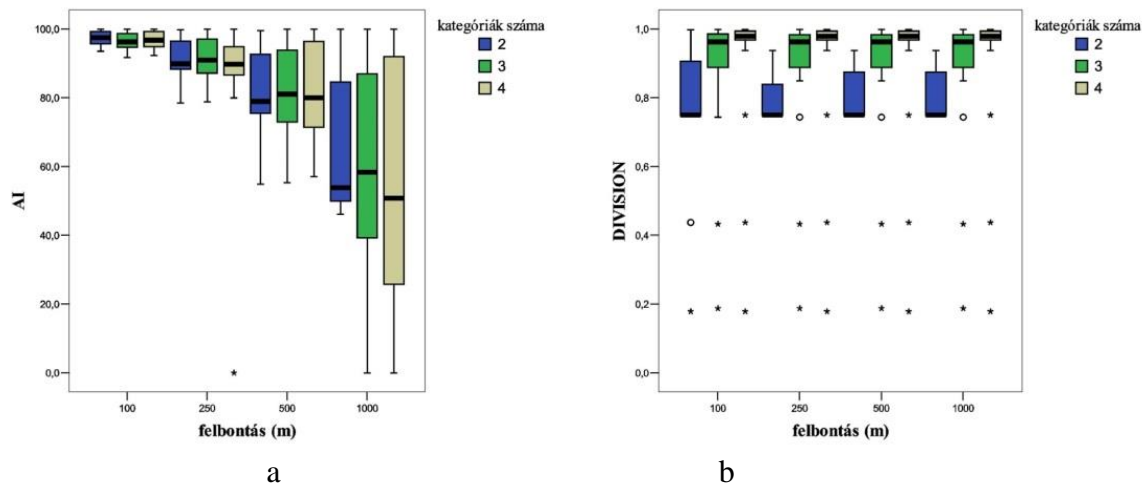 kategóriák száma
2
3
4
100,0
80,0
60,0
40,0
20,0
0,0
AI
100 250 500 1000
felbontás (m)
a
kategóriák száma
2
3
4
1,0
0,8
0,6
0,4
0,2
0,0
DIVISION
100 250 500 1000
felbontás (m)
b